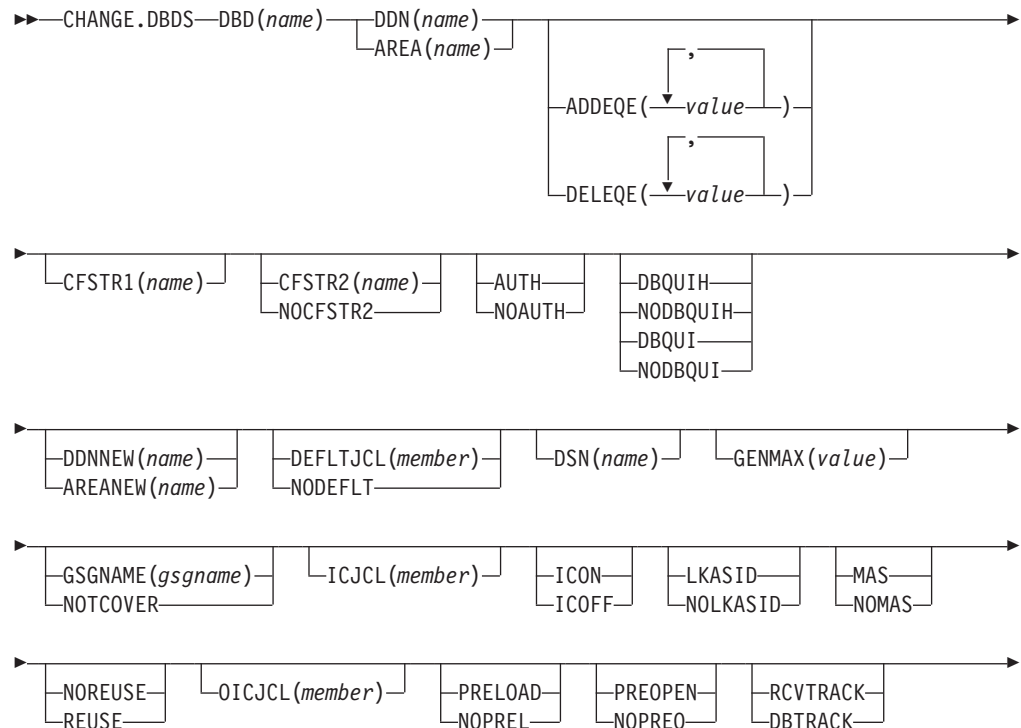 CHANGE.DBDS DBD(name) DDN(name)
AREA(name)
,
ADDEQE( value )
,
DELEQE( value )
CFSTR1(name) CFSTR2(name) AUTH DBQUIH
NOCFSTR2 NOAUTH NODBQUIH
DBQUI
NODBQUI
DDNNEW(name) DEFLTJCL(member) DSN(name) GENMAX(value)
AREANEW(name) NODEFLT
GSGNAME(gsgname) ICJCL(member) ICON LKASID MAS
NOTCOVER ICOFF NOLKASID NOMAS
NOREUSE OICJCL(member) PRELOAD PREOPEN RCVTRACK
REUSE NOPREL NOPREO DBTRACK